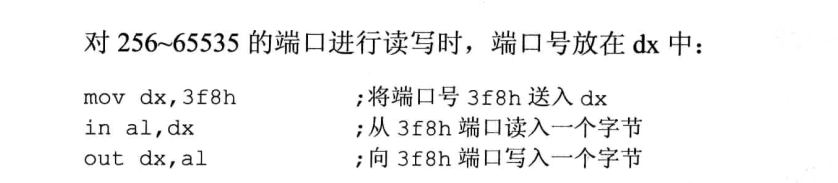 对 256~65535 的端口进行读写时，端口号放在 dx 中：
mov dx,3f8h ;将端口号 3f8h 送入 dx
in al,dx ;从 3f8h 端口读入一个字节
out dx,al ;向 3f8h 端口写入一个字节